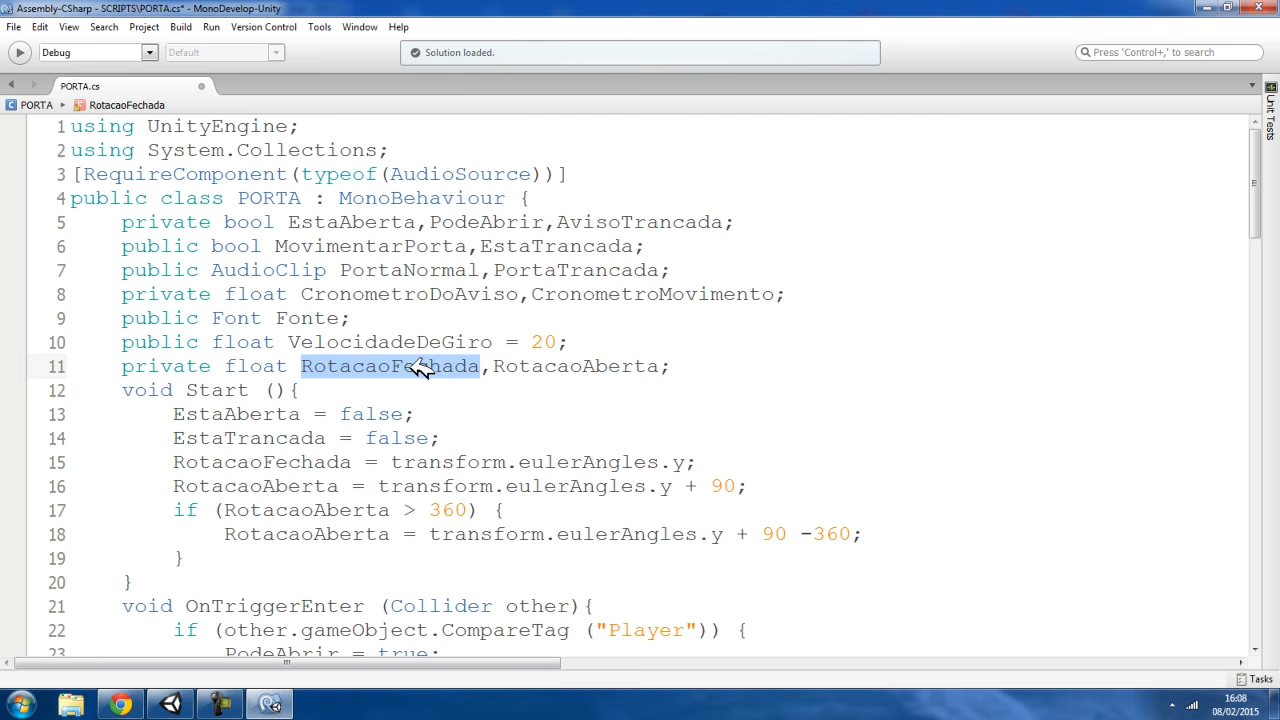 Assembly-CSharp - SCRIPTS\PORTA.cs* - MonoDevelop-Unity
File Edit View Search Project Build Run Version Control Tools Window Help
Debug Default Solution loaded. Press 'Control+,' to search
PORTA.cs
PORTA RotacaoFechada
1 using UnityEngine;
2 using System.Collections;
3 [RequireComponent(typeof(AudioSource))]
4 public class PORTA : MonoBehaviour {
5 private bool EstaAberta,PodeAbrir,AvisoTrancada;
6 public bool MovimentarPorta,EstaTrancada;
7 public AudioClip PortaNormal,PortaTrancada;
8 private float CronometroDoAviso,CronometroMovimento;
9 public Font Fonte;
10 public float VelocidadeDeGiro = 20;
11 private float RotacaoFechada,RotacaoAberta;
12 void Start (){
13 EstaAberta = false;
14 EstaTrancada = false;
15 RotacaoFechada = transform.eulerAngles.y;
16 RotacaoAberta = transform.eulerAngles.y + 90;
17 if (RotacaoAberta > 360) {
18 RotacaoAberta = transform.eulerAngles.y + 90 -360;
19 }
20 }
21 void OnTriggerEnter (Collider other){
22 if (other.gameObject.CompareTag ("Player")) {
23 PodeAbrir = true;
Unit Tests
Tasks
16:08
08/02/2015